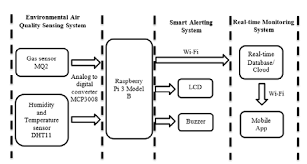 Environmental Air
Quality Sensing System
Smart Alerting
System
Real-time Monitoring
System
Gas sensor
MQ2
Analog to
digital
converter
MCP3008
Humidity
and
Temperature
sensor
DHT11
Raspberry
Pi 3 Model
B
Wi-Fi
LCD
Buzzer
Real-time
Database/
Cloud
Wi-Fi
Mobile
App